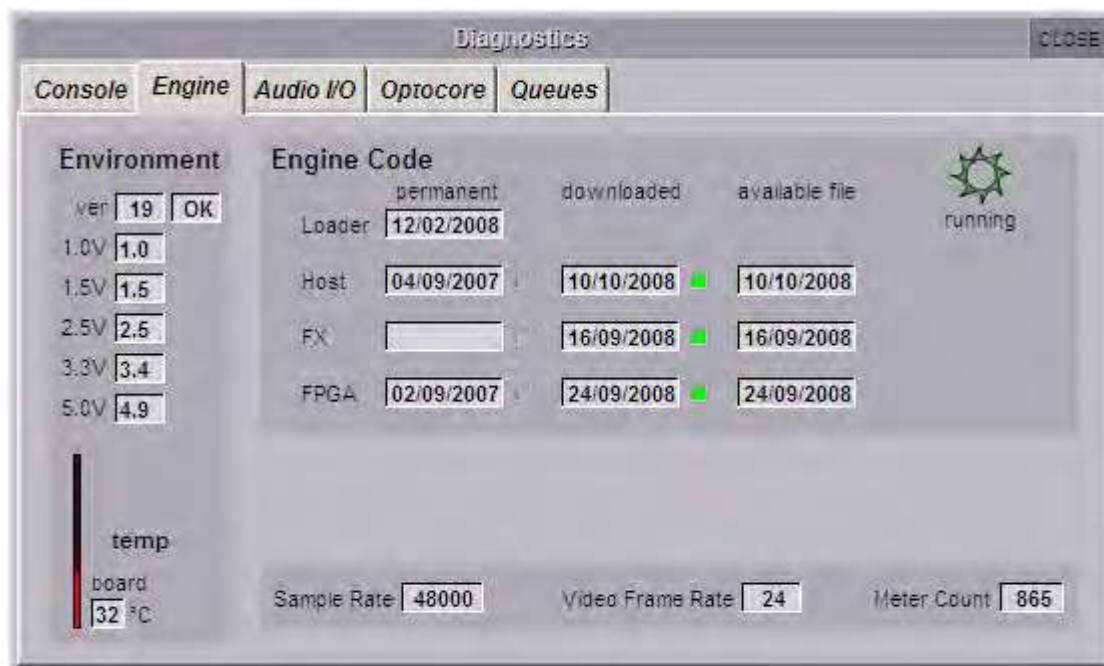 Diagnostics CLOSE
Console Engine Audio I/O Optocore Queues
Environment
ver 19 OK
1.0V 1.0
1.5V 1.5
2.5V 2.5
3.3V 3.4
5.0V 4.9
temp
board
32 °C
Engine Code
permanent downloaded available file
Loader 12/02/2008
Host 04/09/2007 10/10/2008 10/10/2008
FX 16/09/2008 16/09/2008
FPGA 02/09/2007 24/09/2008 24/09/2008
running
Sample Rate 48000 Video Frame Rate 24 Meter Count 865